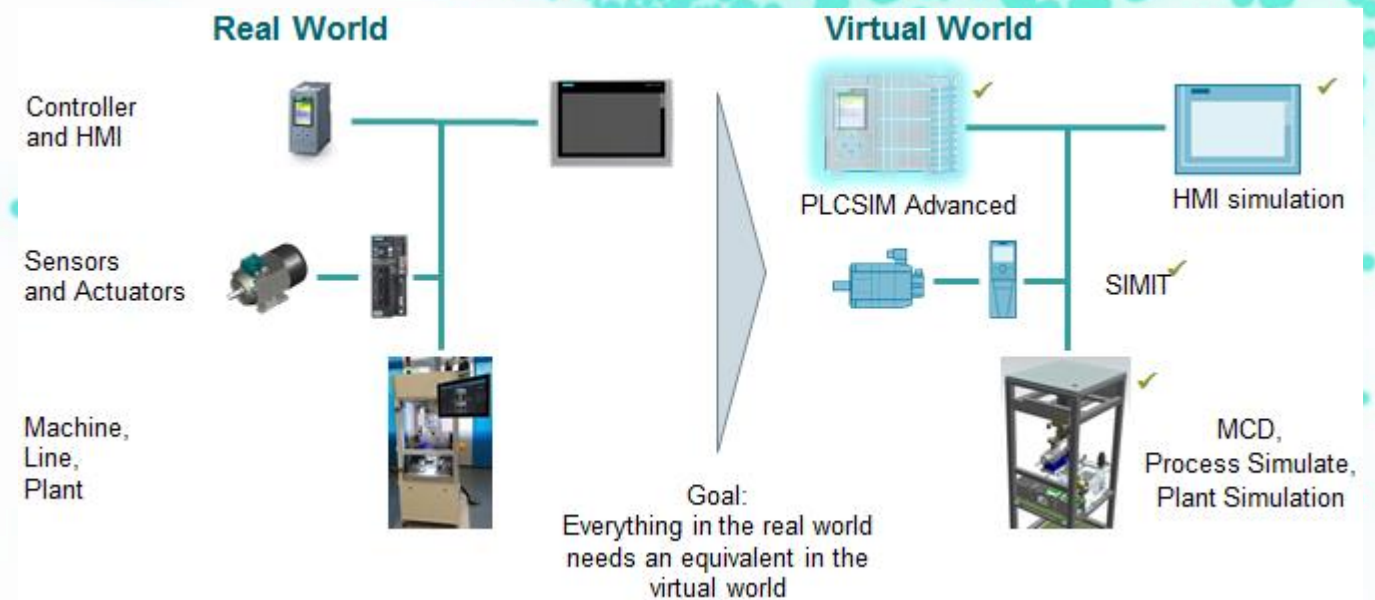 Real World
Virtual World
Controller
and HMI
PLCSIM Advanced
HMI simulation
Sensors
and Actuators
SIMIT
Machine,
Line,
Plant
MCD,
Process Simulate,
Plant Simulation
Goal:
Everything in the real world
needs an equivalent in the
virtual world